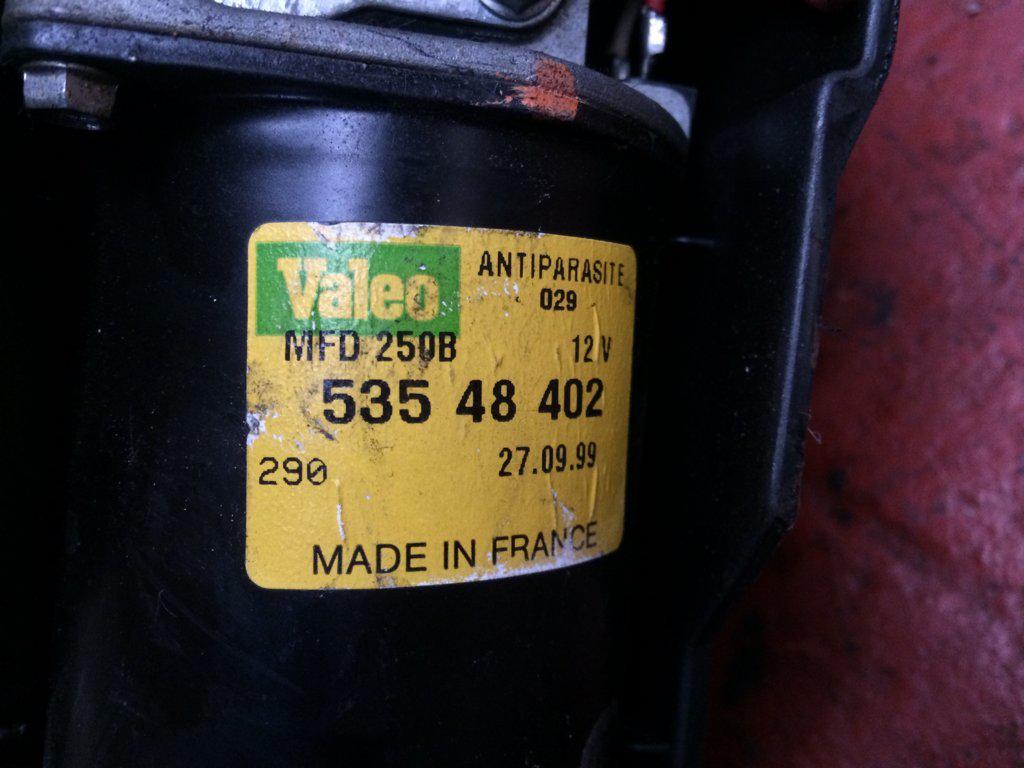 Valeo
ANTIPARASITE
029
MFD 250B
12 V
535 48 402
290
27.09.99
MADE IN FRANCE